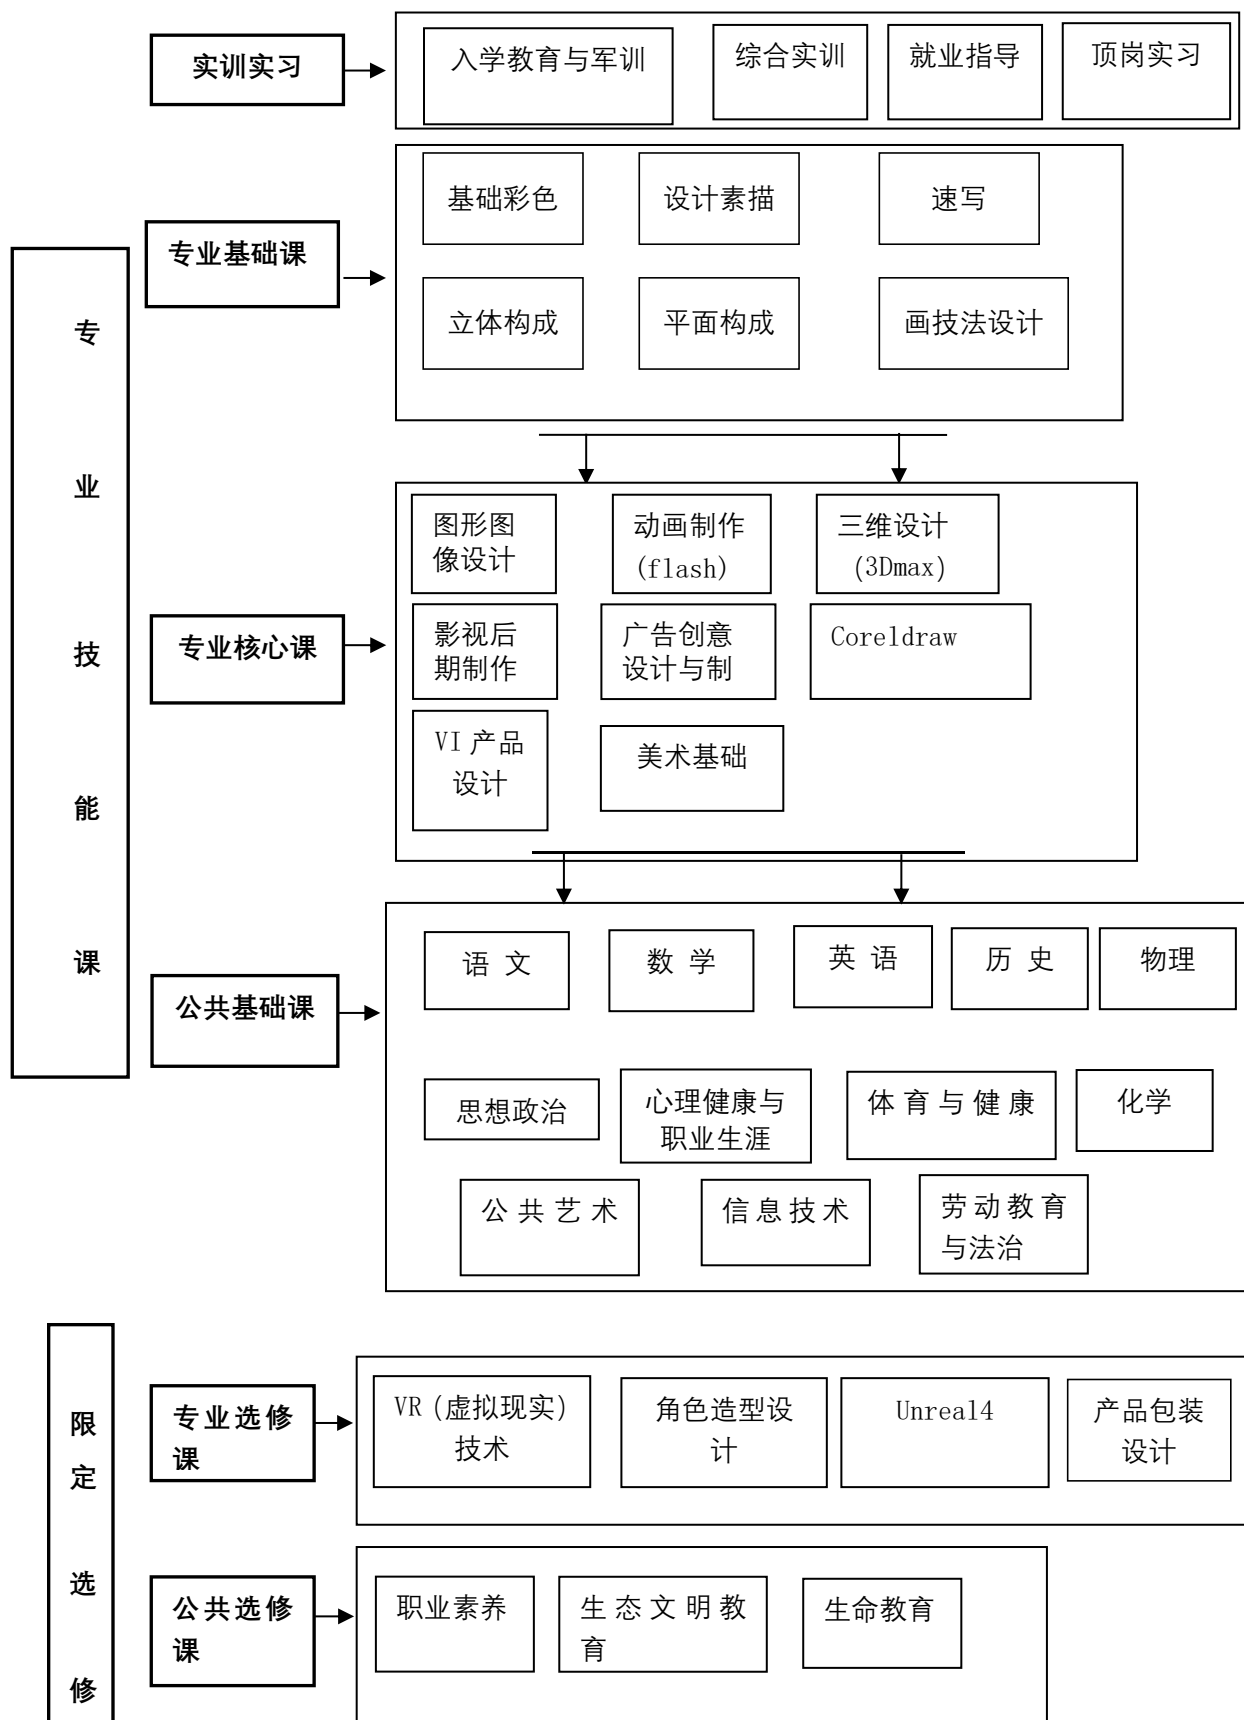 实训实习
入学教育与军训
综合实训
就业指导
顶岗实习
专业基础课
基础彩色
设计素描
速写
立体构成
平面构成
画技法设计
专
业
技
能
课
专业核心课
图形图
像设计
动画制作
(flash)
三维设计
(3Dmax)
影视后
期制作
广告创意
设计与制
Coreldraw
VI 产品
设计
美术基础
公共基础课
语 文
数 学
英 语
历 史
物理
思想政治
心理健康与
职业生涯
体育与健康
化学
公共艺术
信息技术
劳动教育
与法治
限
定
选
修
专业选修
课
VR(虚拟现实)
技术
角色造型设
计
Unreal4
产品包装
设计
公共选修
课
职业素养
生态文明教
育
生命教育